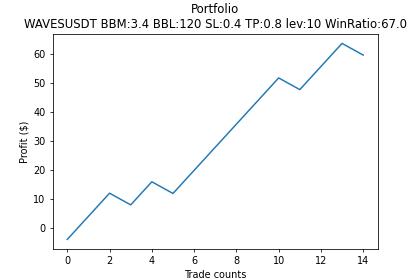 Portfolio
WAVESUSDT BBM:3.4 BBL:120 SL:0.4 TP:0.8 lev:10 WinRatio:67.0
60
50
40
30
20
10
0
Profit ($)
0 2 4 6 8 10 12 14
Trade counts